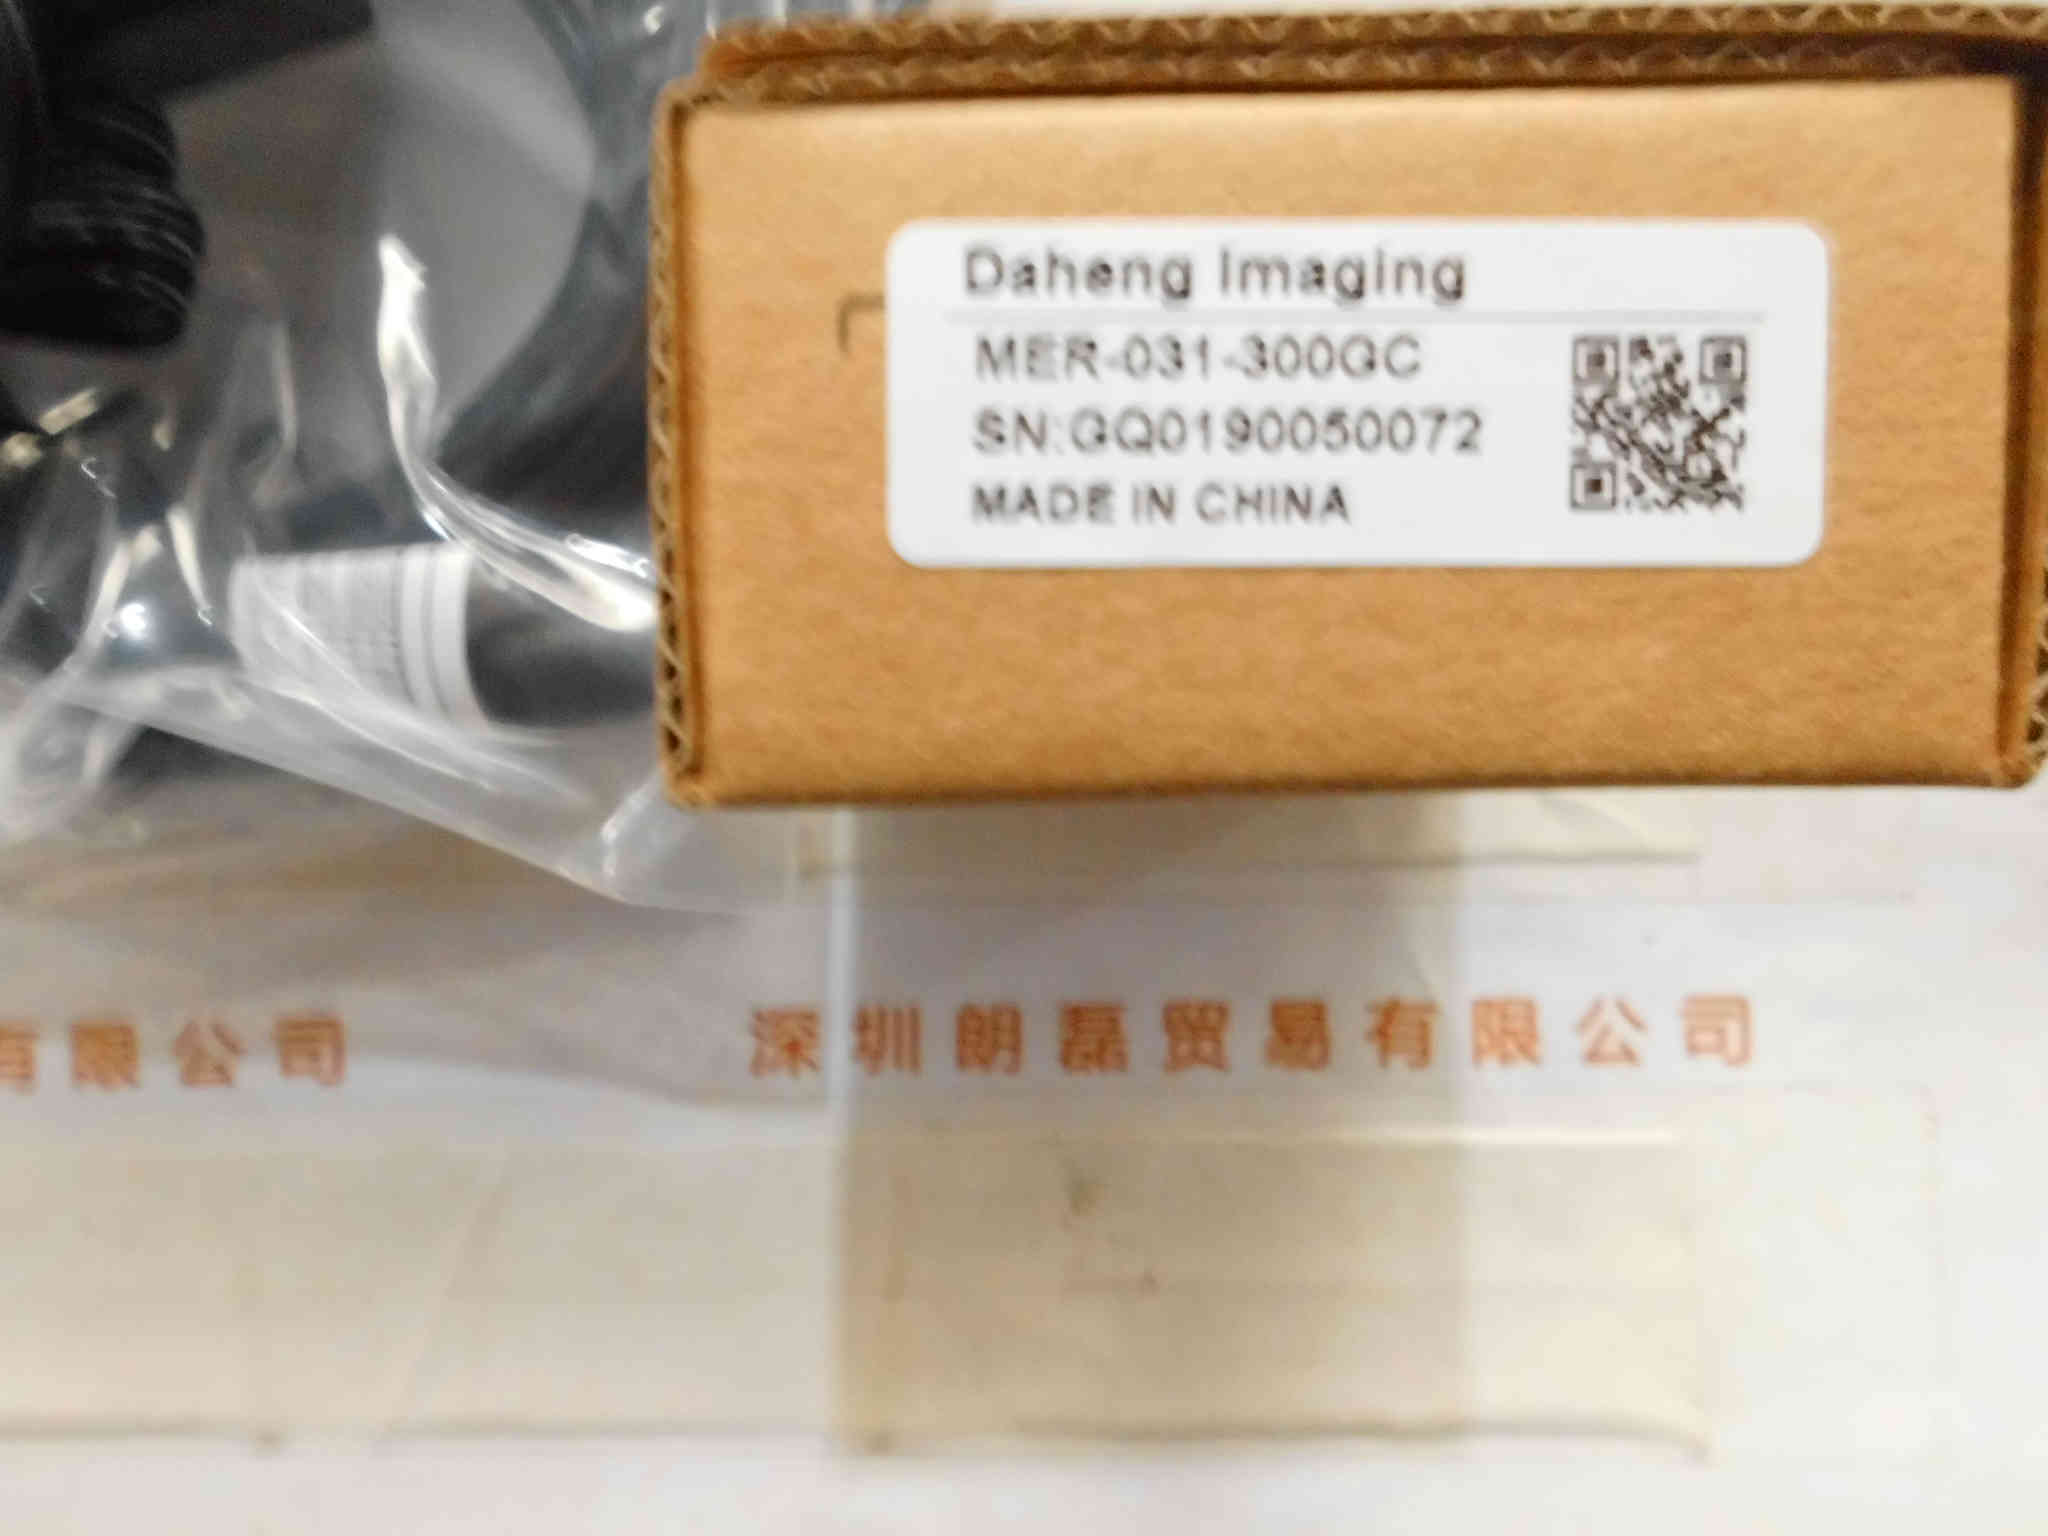 Daheng Imaging
MER-031-300GC
SN:GQ0190050072
MADE IN CHINA
有限公司
深圳朗磊贸易有限公司